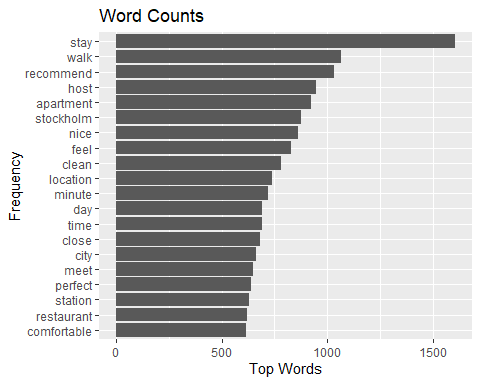 Word Counts
stay
walk
recommend
host
apartment
stockholm
nice
feel
clean
location
minute
day
time
close
city
meet
perfect
station
restaurant
comfortable
Frequency
0 500 1000 1500
Top Words